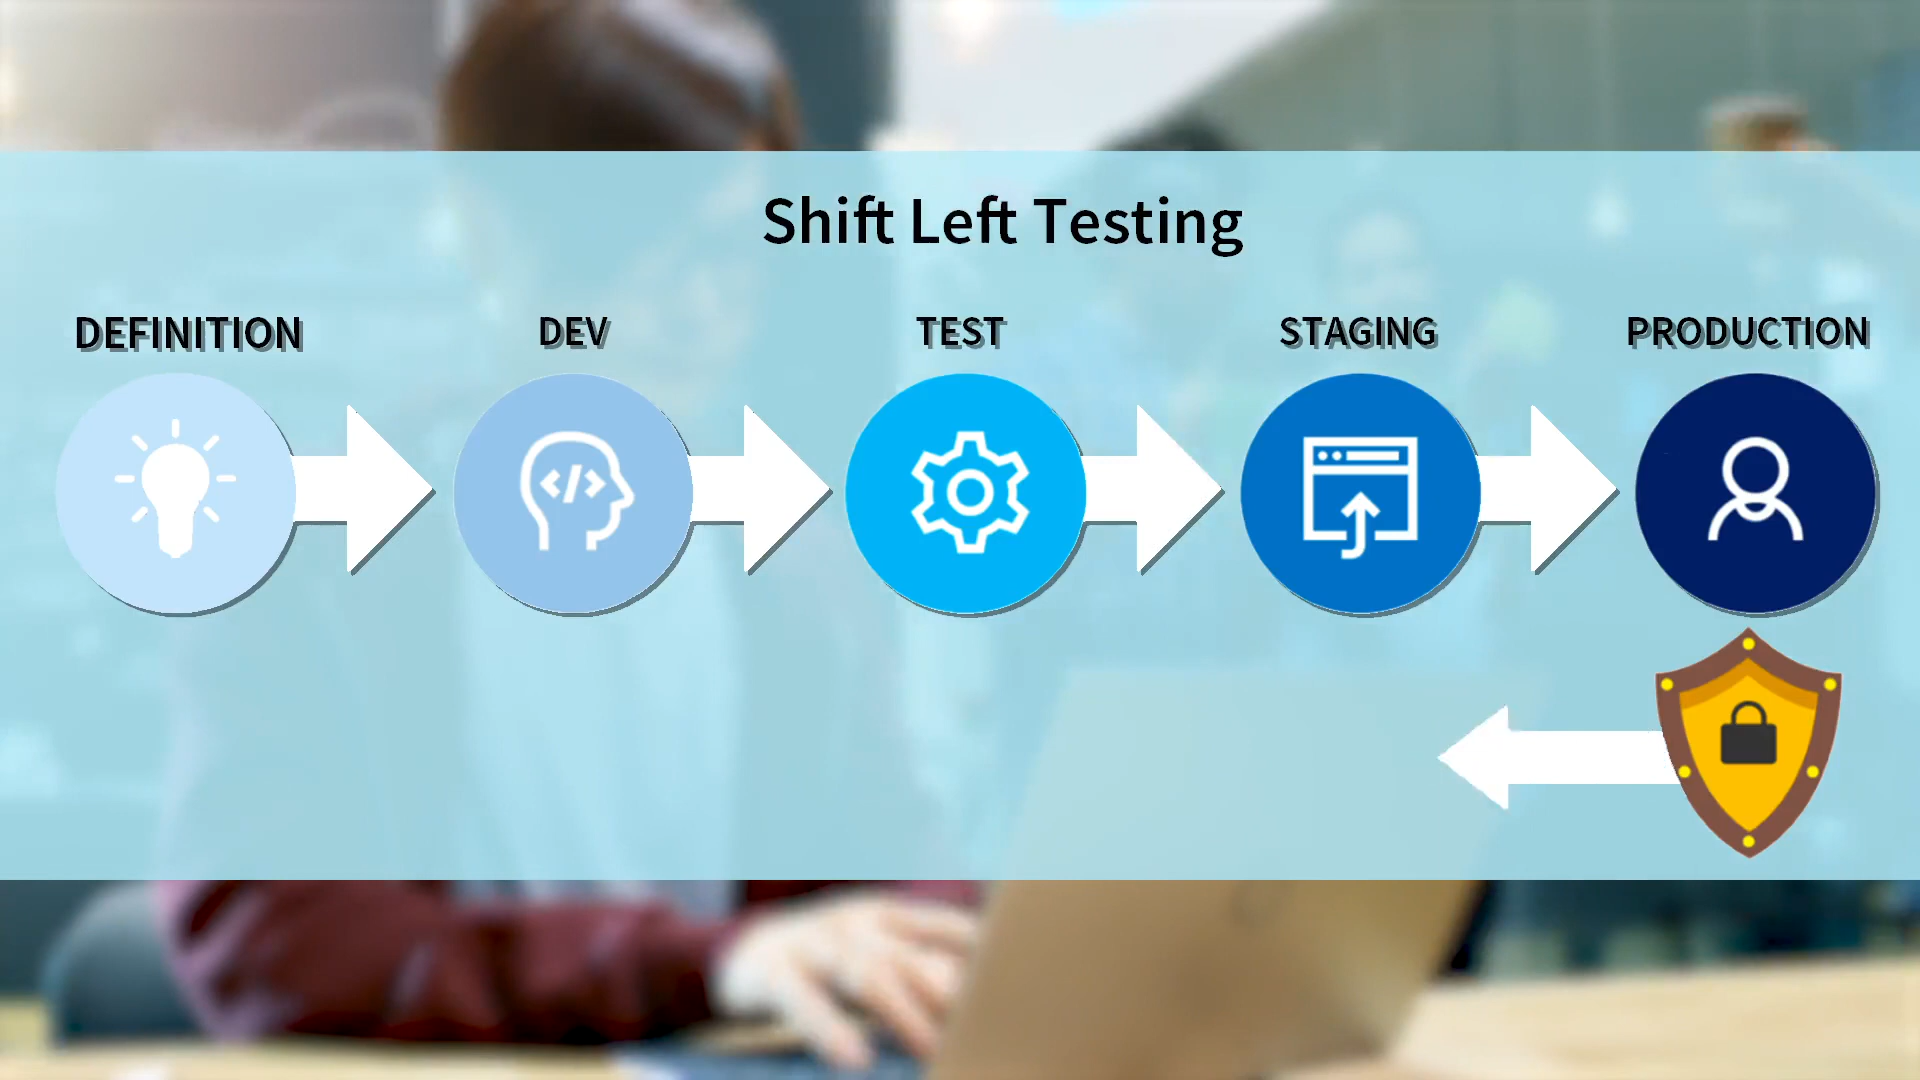 Shift Left Testing
DEFINITION
DEV
TEST
STAGING
PRODUCTION